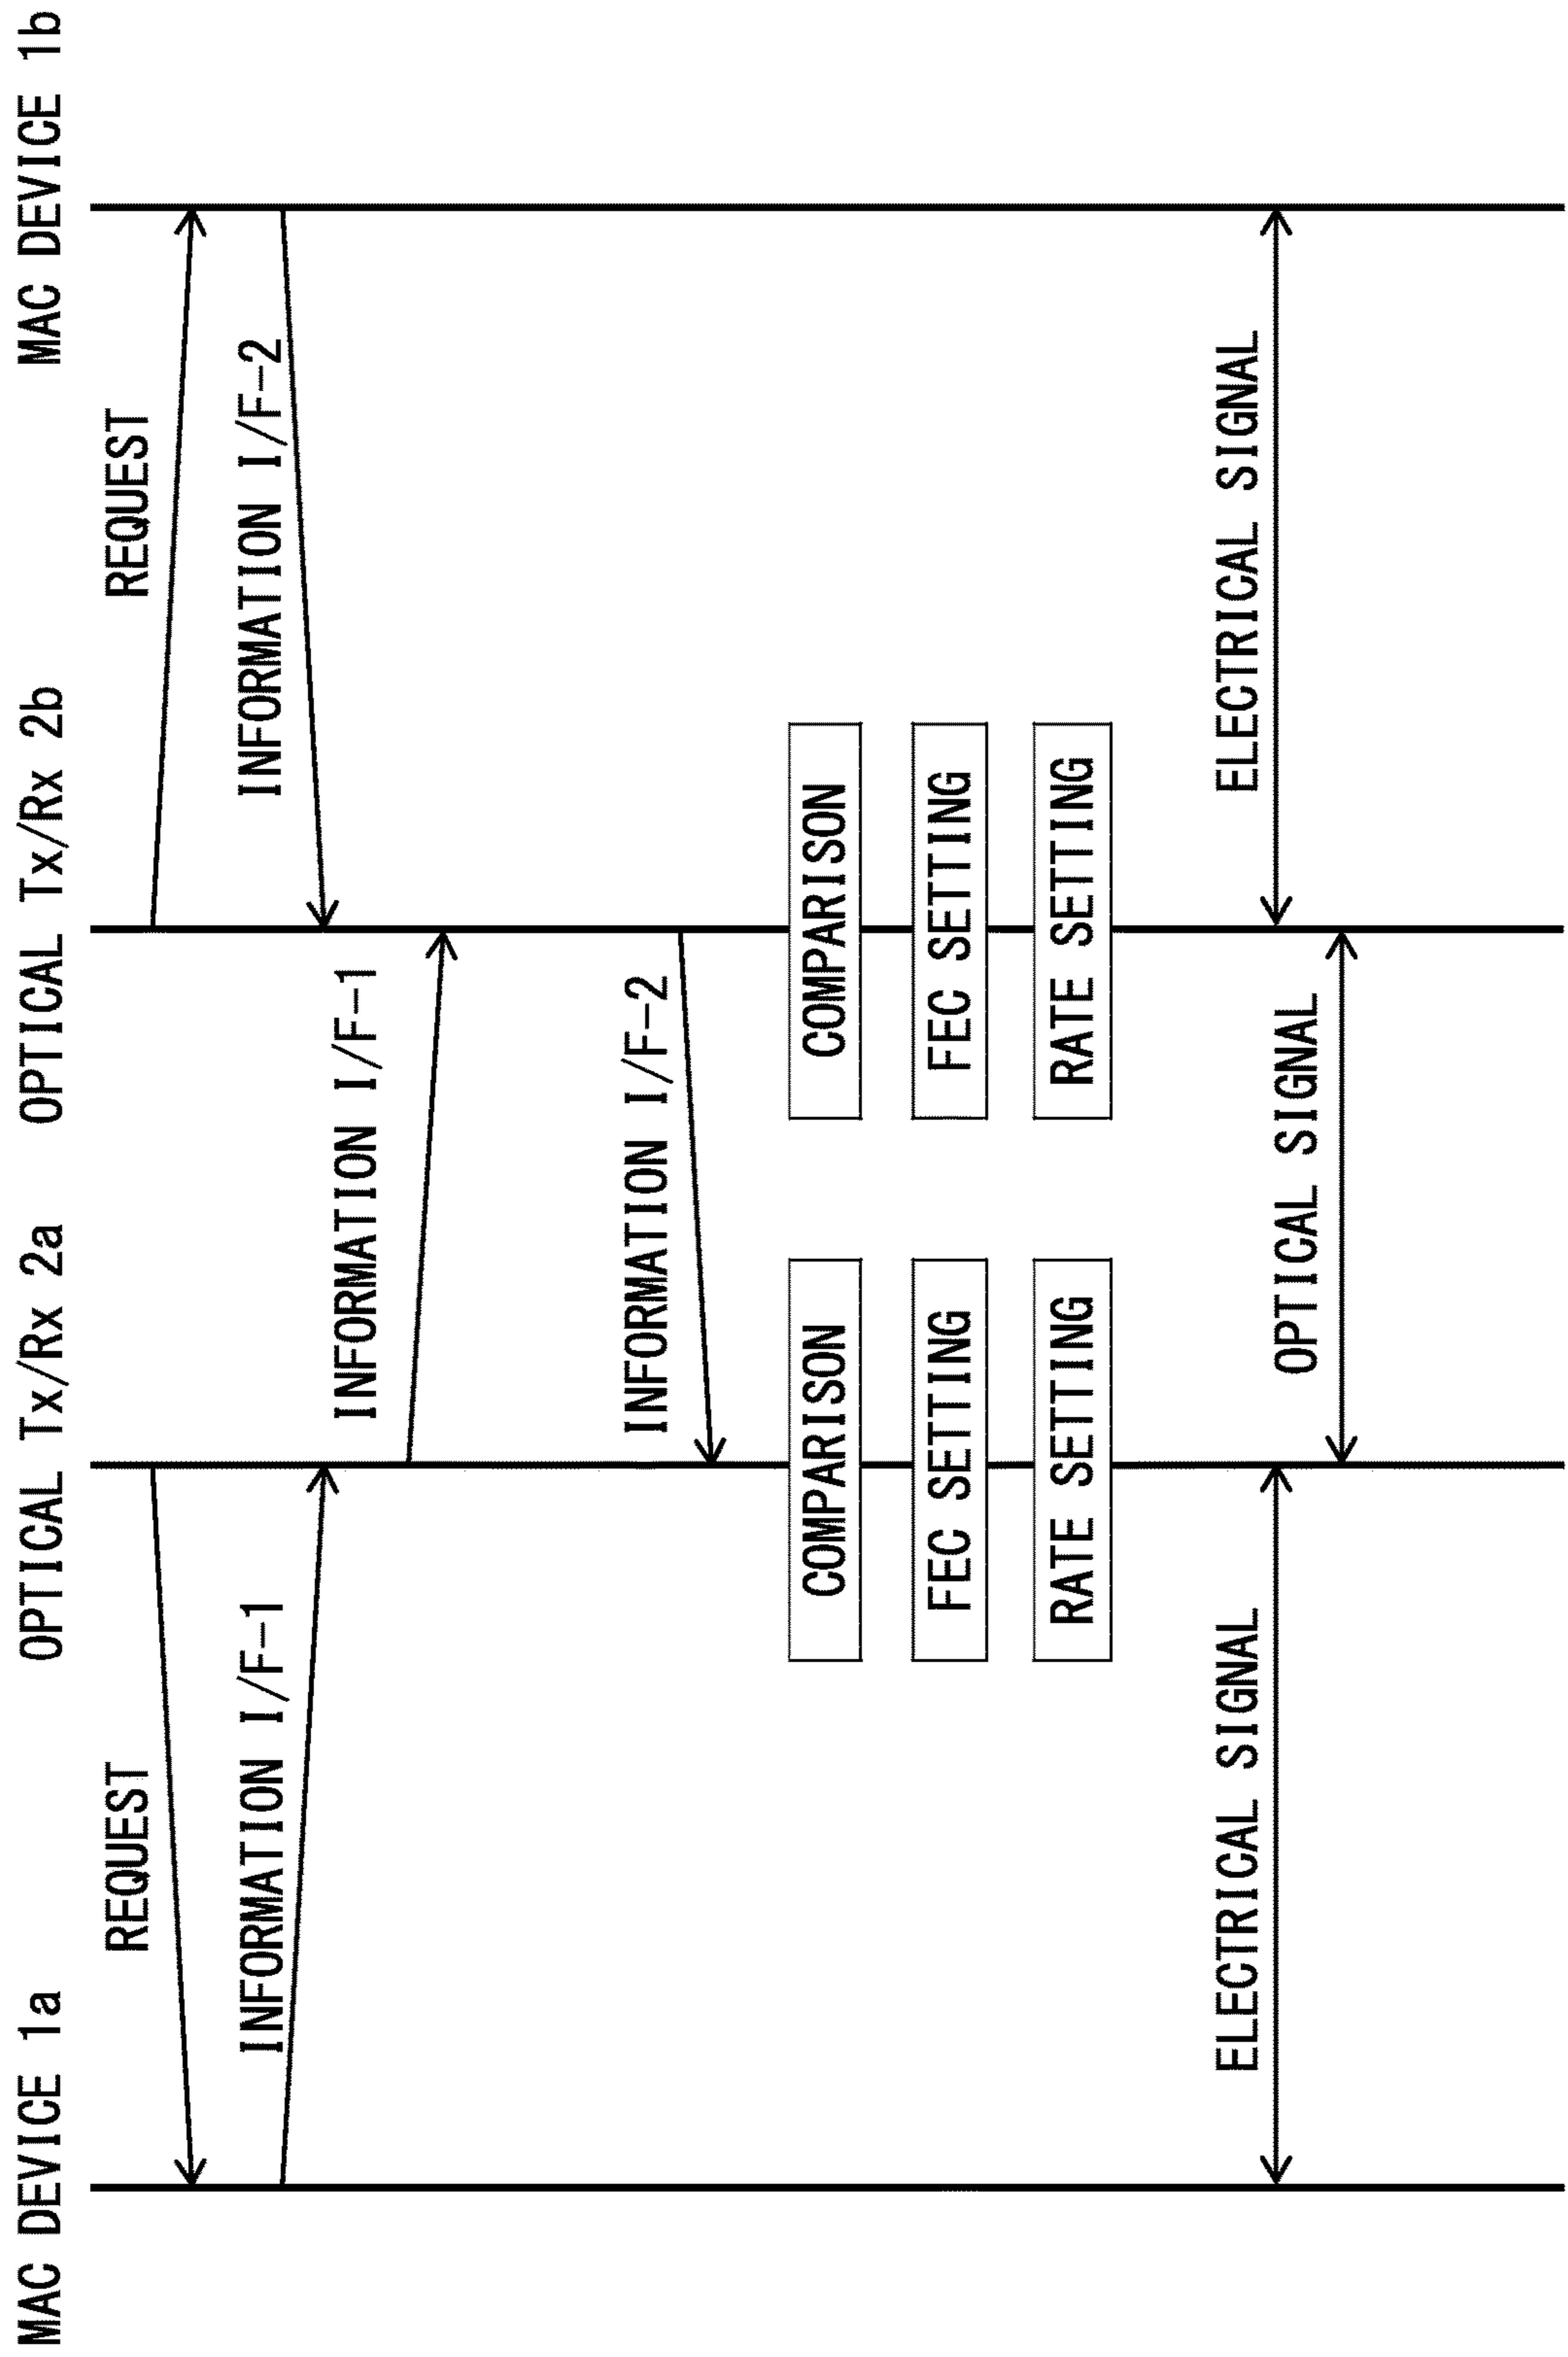 MAC DEVICE 1a
OPTICAL Tx/Rx 2a
OPTICAL Tx/Rx 2b
MAC DEVICE 1b
REQUEST
REQUEST
INFORMATION I/F-1
INFORMATION I/F-2
INFORMATION I/F-1
INFORMATION I/F-2
COMPARISON
COMPARISON
FEC SETTING
FEC SETTING
RATE SETTING
RATE SETTING
ELECTRICAL SIGNAL
ELECTRICAL SIGNAL
OPTICAL SIGNAL